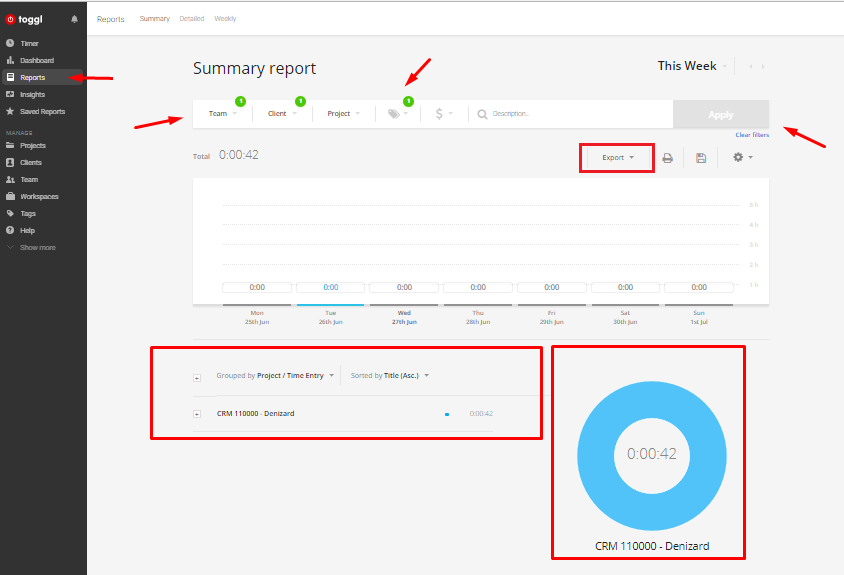 toggl
Reports Summary Detailed Weekly
Timer
Dashboard
Reports
Insights
Saved Reports
MANAGE
Projects
Clients
Team
Workspaces
Tags
Help
Show more
Summary report
This Week
Team 1 Client 1 Project 1 $ Description... Apply
Clear filters
Total 0:00:42
Export
5 h
4 h
3 h
2 h
1 h
0:00 0:00 0:00 0:00 0:00 0:00 0:00
Mon Tue Wed Thu Fri Sat Sun
25th Jun 26th Jun 27th Jun 28th Jun 29th Jun 30th Jun 1st Jul
Grouped by Project / Time Entry Sorted by Title (Asc.)
CRM 110000 - Denizard 0:00:42
0:00:42
CRM 110000 - Denizard